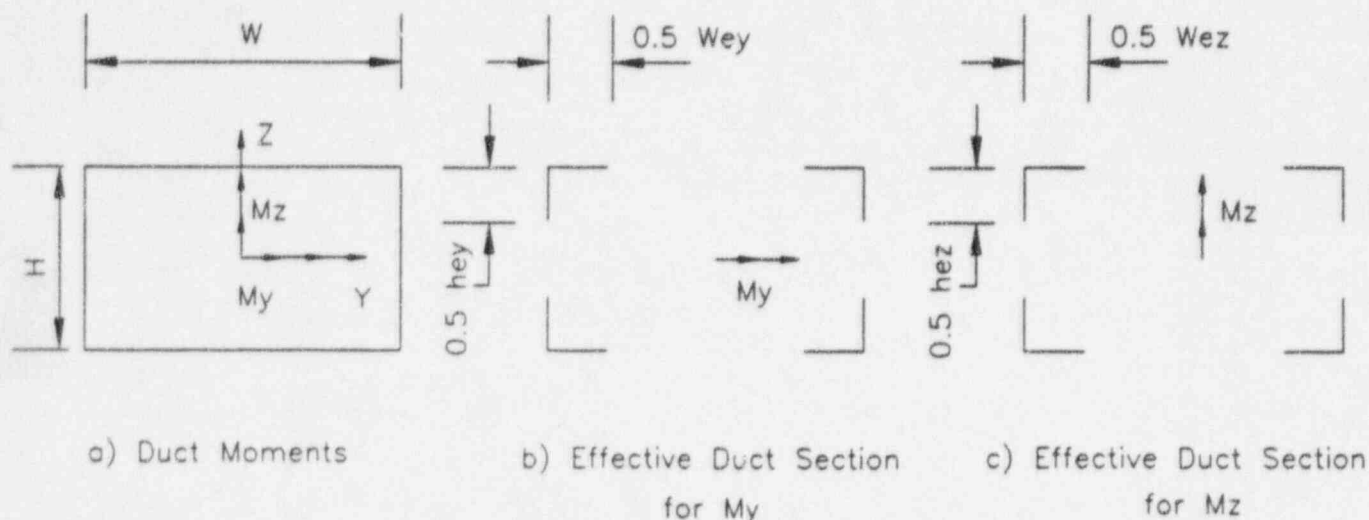 W
0.5 Wey
0.5 Wez
Z
Mz
H
My
Y
0.5 hey
My
0.5 hez
Mz
a) Duct Moments
b) Effective Duct Section
for My
c) Effective Duct Section
for Mz